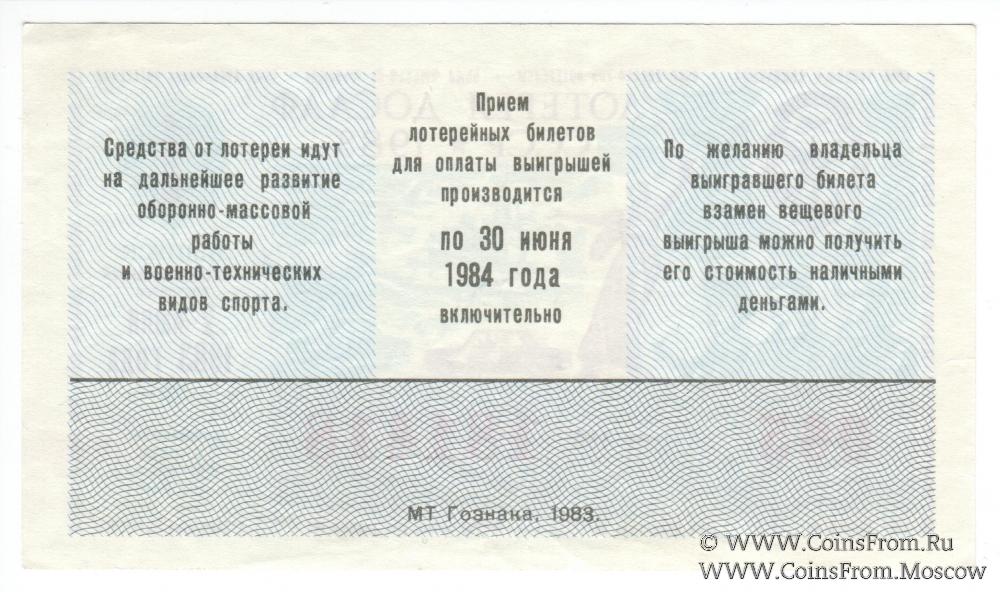 Средства от лотереи идут
на дальнейшее развитие
оборонно-массовой
работы
и военно-технических
видов спорта.
Прием
лотерейных билетов
для оплаты выигрышей
производится
по 30 июня
1984 года
включительно
По желанию владельца
выигравшего билета
взамен вещевого
выигрыша можно получить
его стоимость наличными
деньгами.
МТ Гознака. 1983.
© WWW.CoinsFrom.Ru
WWW.CoinsFrom.Moscow